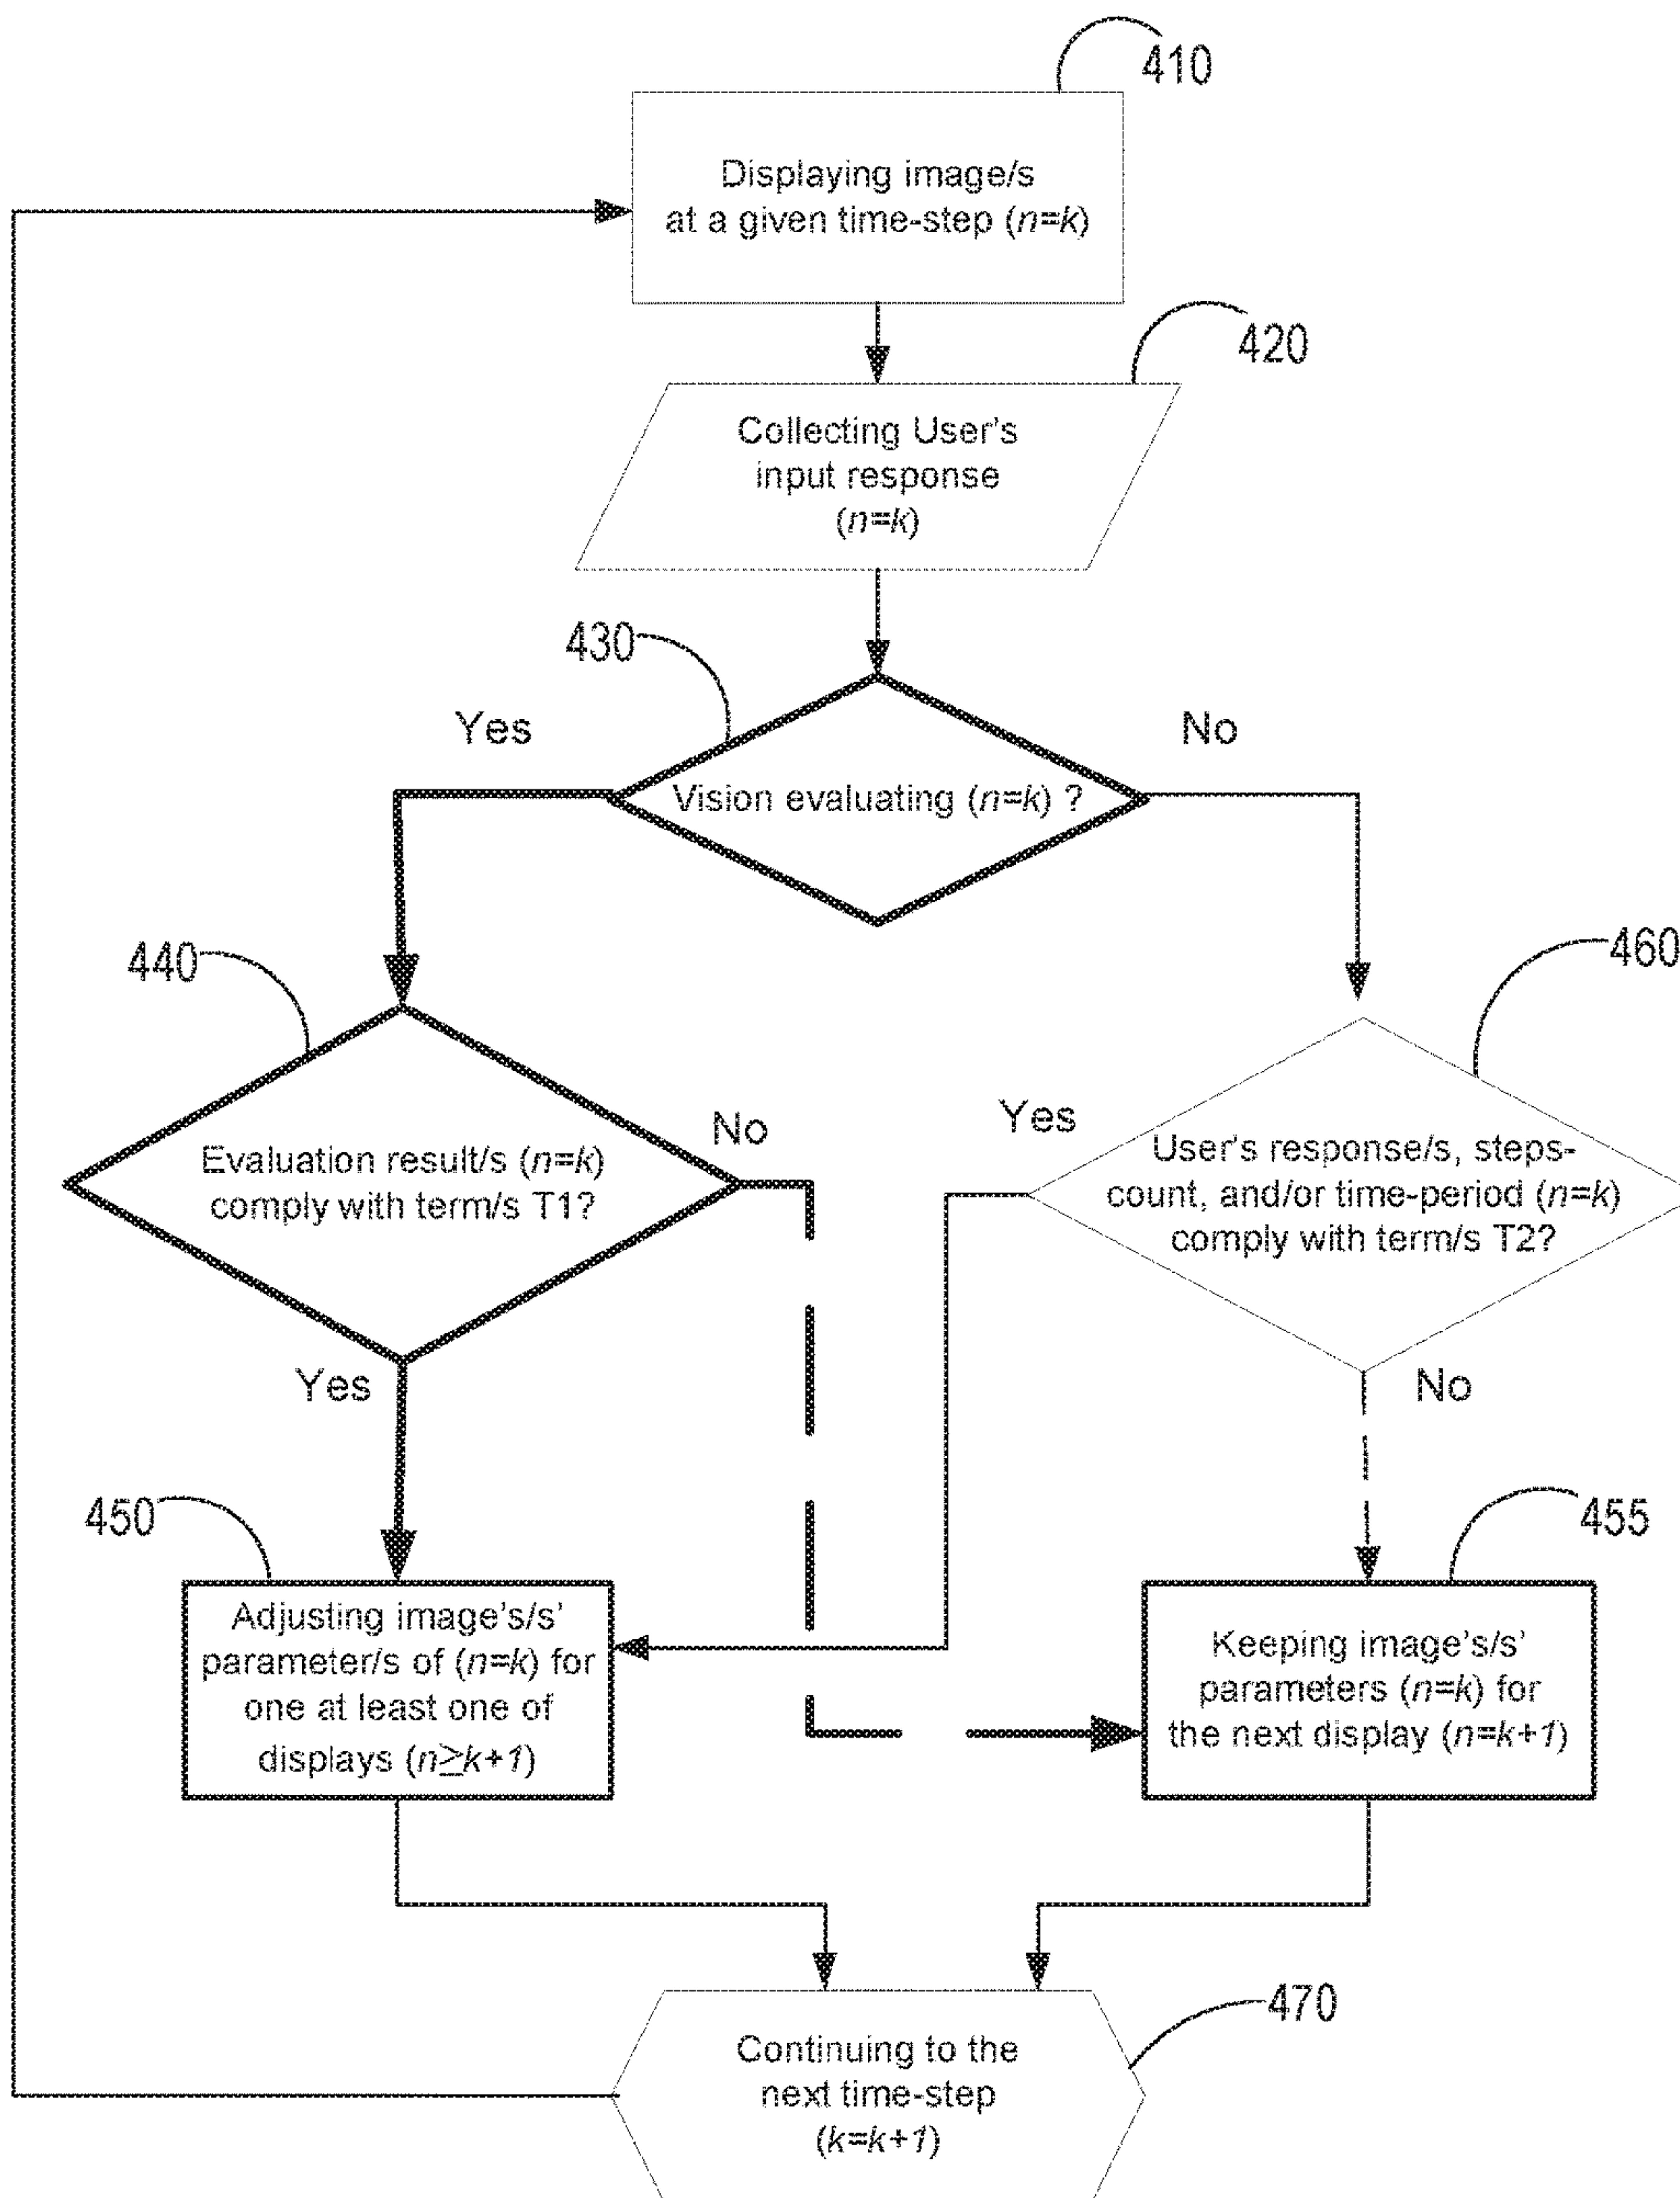 410
Displaying image/s
at a given time-step (n=k)
420
Collecting User's
input response
(n=k)
430
Yes
No
Vision evaluating (n=k) ?
440
460
No
Yes
Evaluation result/s (n=k)
comply with term/s T1?
User's response/s, steps-
count, and/or time-period (n=k)
comply with term/s T2?
Yes
No
450
455
Adjusting image's/s'
parameter/s of (n=k) for
one at least one of
displays (n≥k+1)
Keeping image's/s'
parameters (n=k) for
the next display (n=k+1)
470
Continuing to the
next time-step
(k=k+1)